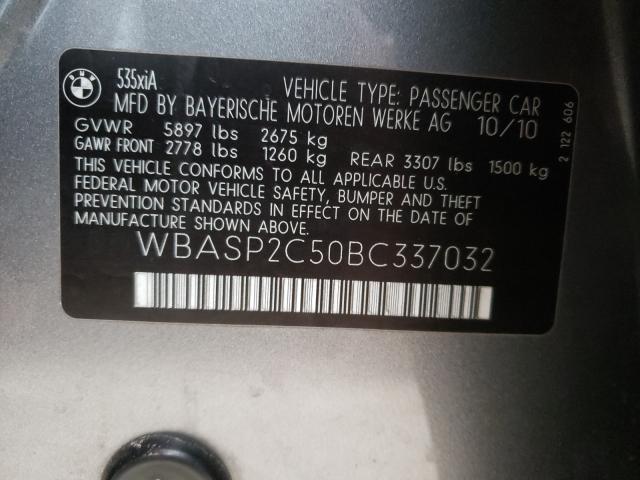 BMW
535xiA
VEHICLE TYPE: PASSENGER CAR
MFD BY BAYERISCHE MOTOREN WERKE AG 10/10
GVWR 5897 lbs 2675 kg
GAWR FRONT 2778 lbs 1260 kg REAR 3307 lbs 1500 kg
THIS VEHICLE CONFORMS TO ALL APPLICABLE U.S.
FEDERAL MOTOR VEHICLE SAFETY, BUMPER AND THEFT
PREVENTION STANDARDS IN EFFECT ON THE DATE OF
MANUFACTURE SHOWN ABOVE.
WBASP2C50BC337032
2 122 606